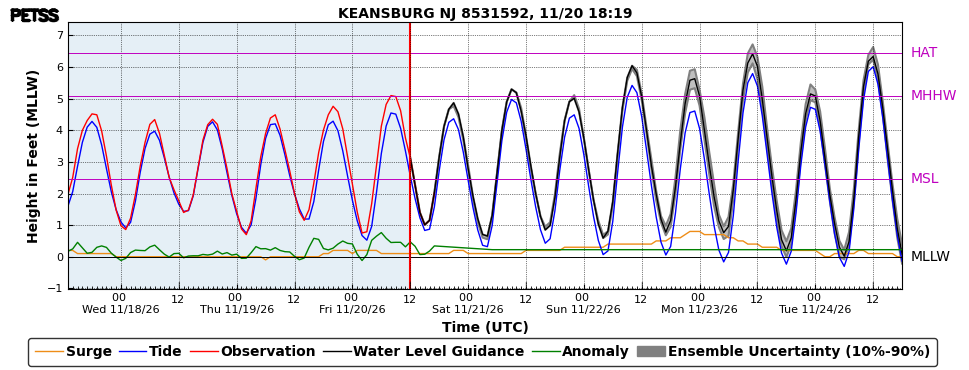 PETSS
KEANSBURG NJ 8531592, 11/20 18:19
Height in Feet (MLLW)
7
6
5
4
3
2
1
0
−1
HAT
MHHW
MSL
MLLW
00 12 00 12 00 12 00 12 00 12 00 12 00 12
Wed 11/18/26 Thu 11/19/26 Fri 11/20/26 Sat 11/21/26 Sun 11/22/26 Mon 11/23/26 Tue 11/24/26
Time (UTC)
Surge Tide Observation Water Level Guidance Anomaly Ensemble Uncertainty (10%-90%)